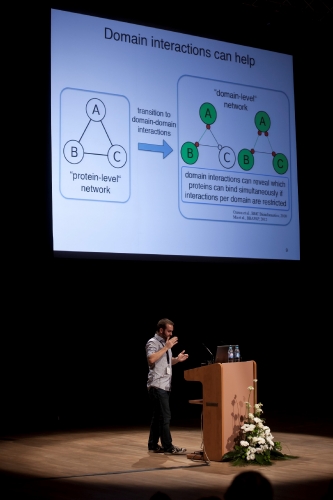 Domain interactions can help
A
B
C
"protein-level"
network
transition to
domain-domain
interactions
"domain-level"
network
A
B
C
A
B
C
domain interactions can reveal which
proteins can bind simultaneously if
interactions per domain are restricted